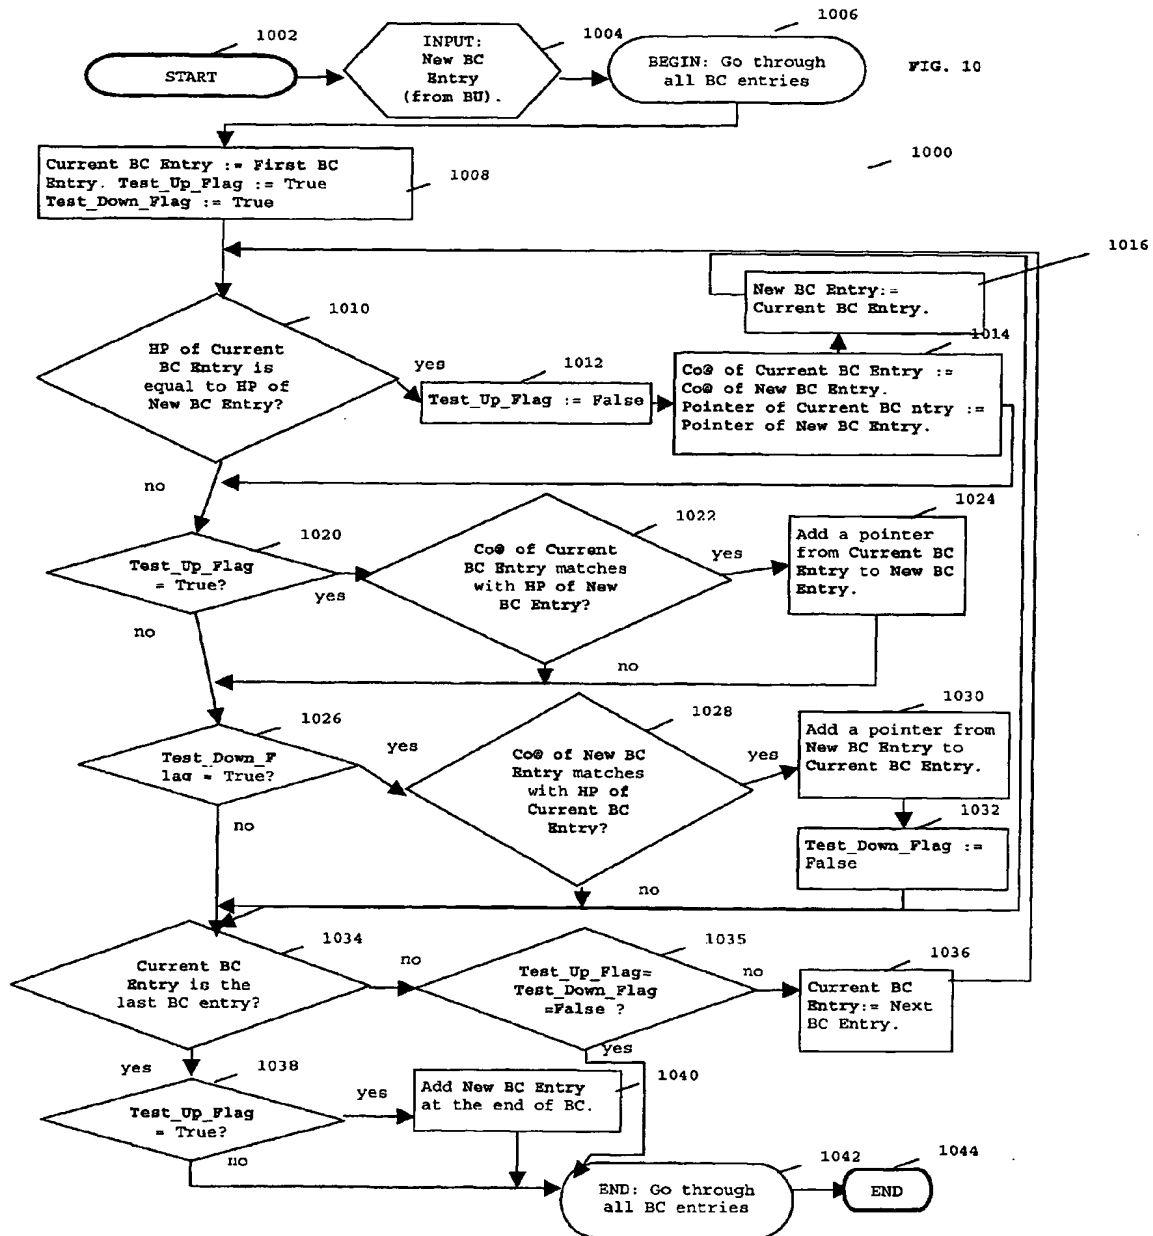 1002
START
INPUT:
New BC
Entry
(from BU).
1004
1006
BEGIN: Go through
all BC entries
FIG. 10
1000
Current BC Entry := First BC
Entry. Test_Up_Flag := True
Test_Down_Flag := True
1008
1016
New BC Entry:=
Current BC Entry.
1010
HP of Current
BC Entry is
equal to HP of
New BC Entry?
yes
1012
Test_Up_Flag := False
1014
Co@ of Current BC Entry :=
Co@ of New BC Entry.
Pointer of Current BC ntry :=
Pointer of New BC Entry.
no
1020
Test_Up_Flag
= True?
yes
1022
Co@ of Current
BC Entry matches
with HP of New
BC Entry?
yes
1024
Add a pointer
from Current BC
Entry to New BC
Entry.
no
no
1026
Test_Down_F
lag = True?
yes
1028
Co@ of New BC
Entry matches
with HP of
Current BC
Entry?
yes
1030
Add a pointer from
New BC Entry to
Current BC Entry.
1032
Test_Down_Flag :=
False
no
no
1034
Current BC
Entry is the
last BC entry?
no
1035
Test_Up_Flag=
Test_Down_Flag
=False ?
no
1036
Current BC
Entry:= Next
BC Entry.
yes
yes
1038
Test_Up_Flag
= True?
yes
1040
Add New BC Entry
at the end of BC.
no
1042
END: Go through
all BC entries
1044
END